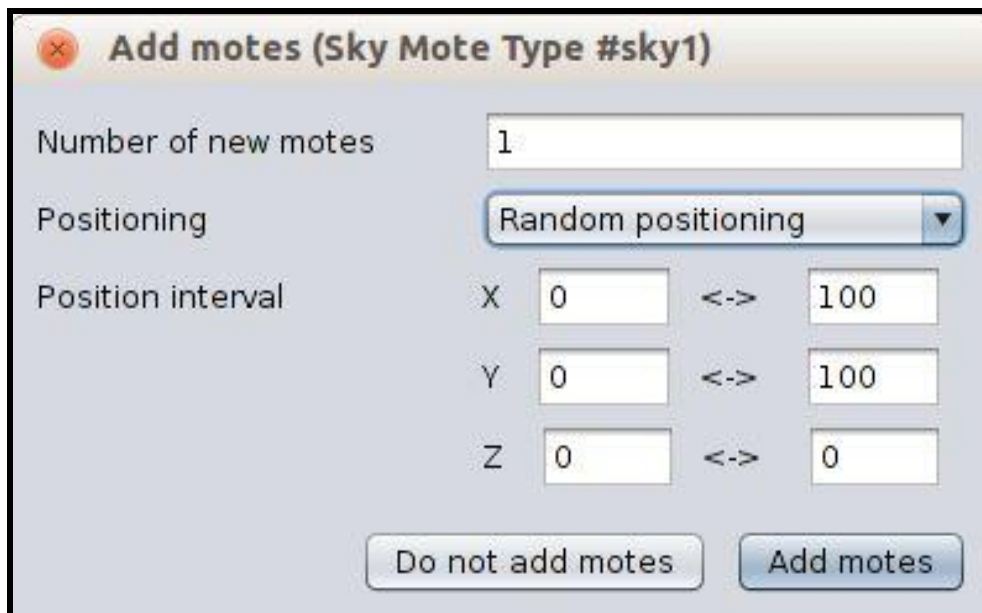 Add motes (Sky Mote Type #sky1)
Number of new motes 1
Positioning Random positioning
Position interval X 0 <-> 100
Y 0 <-> 100
Z 0 <-> 0
Do not add motes Add motes